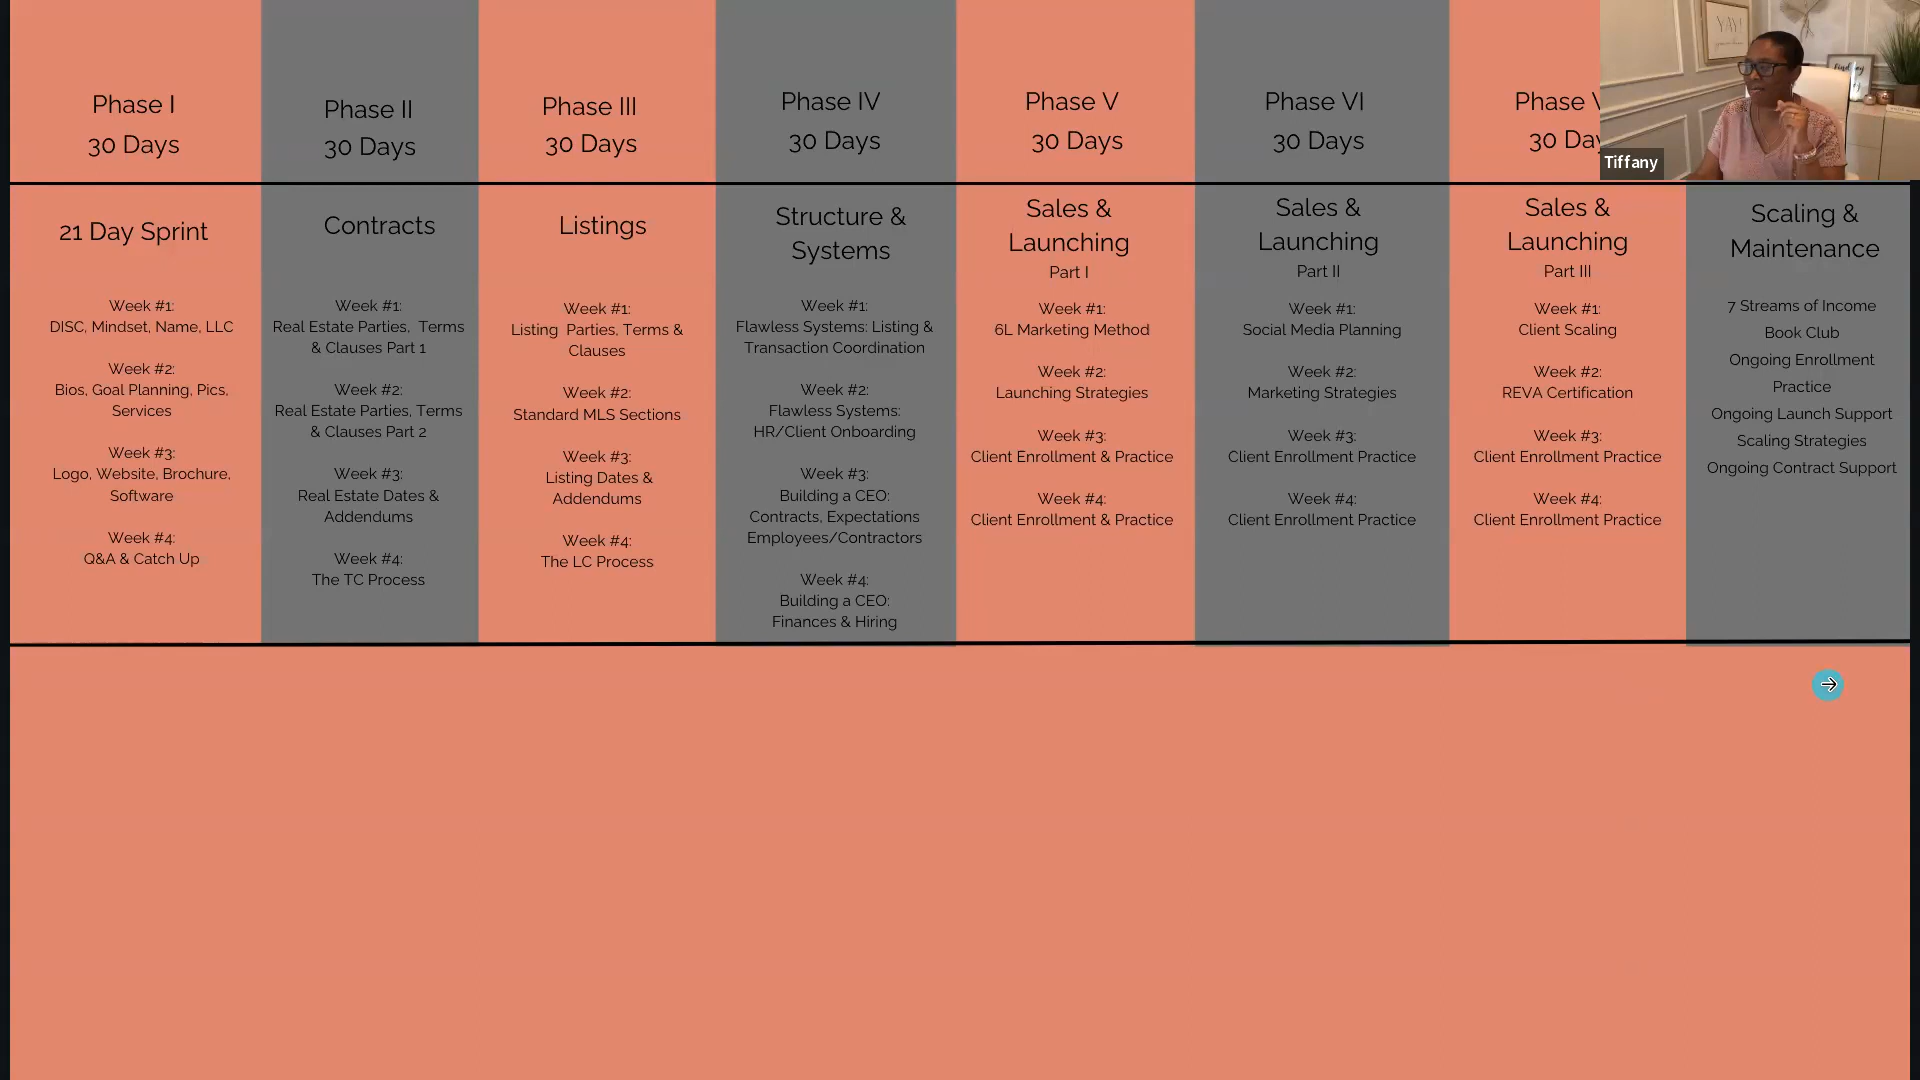 Phase I
30 Days
Phase II
30 Days
Phase III
30 Days
Phase IV
30 Days
Phase V
30 Days
Phase VI
30 Days
Phase
30
YAY!
Tiffany
21 Day Sprint
Week #1:
DISC, Mindset, Name, LLC
Week #2:
Bios, Goal Planning, Pics,
Services
Week #3:
Logo, Website, Brochure,
Software
Week #4:
Q&A & Catch Up
Contracts
Week #1:
Real Estate Parties, Terms
& Clauses Part 1
Week #2:
Real Estate Parties, Terms
& Clauses Part 2
Week #3:
Real Estate Dates &
Addendums
Week #4:
The TC Process
Listings
Week #1:
Listing Parties, Terms &
Clauses
Week #2:
Standard MLS Sections
Week #3:
Listing Dates &
Addendums
Week #4:
The LC Process
Structure &
Systems
Week #1:
Flawless Systems: Listing &
Transaction Coordination
Week #2:
Flawless Systems:
HR/Client Onboarding
Week #3:
Building a CEO:
Contracts, Expectations
Employees/Contractors
Week #4:
Building a CEO:
Finances & Hiring
Sales &
Launching
Part I
Week #1:
6L Marketing Method
Week #2:
Launching Strategies
Week #3:
Client Enrollment & Practice
Week #4:
Client Enrollment & Practice
Sales &
Launching
Part II
Week #1:
Social Media Planning
Week #2:
Marketing Strategies
Week #3:
Client Enrollment Practice
Week #4:
Client Enrollment Practice
Sales &
Launching
Part III
Week #1:
Client Scaling
Week #2:
REVA Certification
Week #3:
Client Enrollment Practice
Week #4:
Client Enrollment Practice
Scaling &
Maintenance
7 Streams of Income
Book Club
Ongoing Enrollment
Practice
Ongoing Launch Support
Scaling Strategies
Ongoing Contract Support